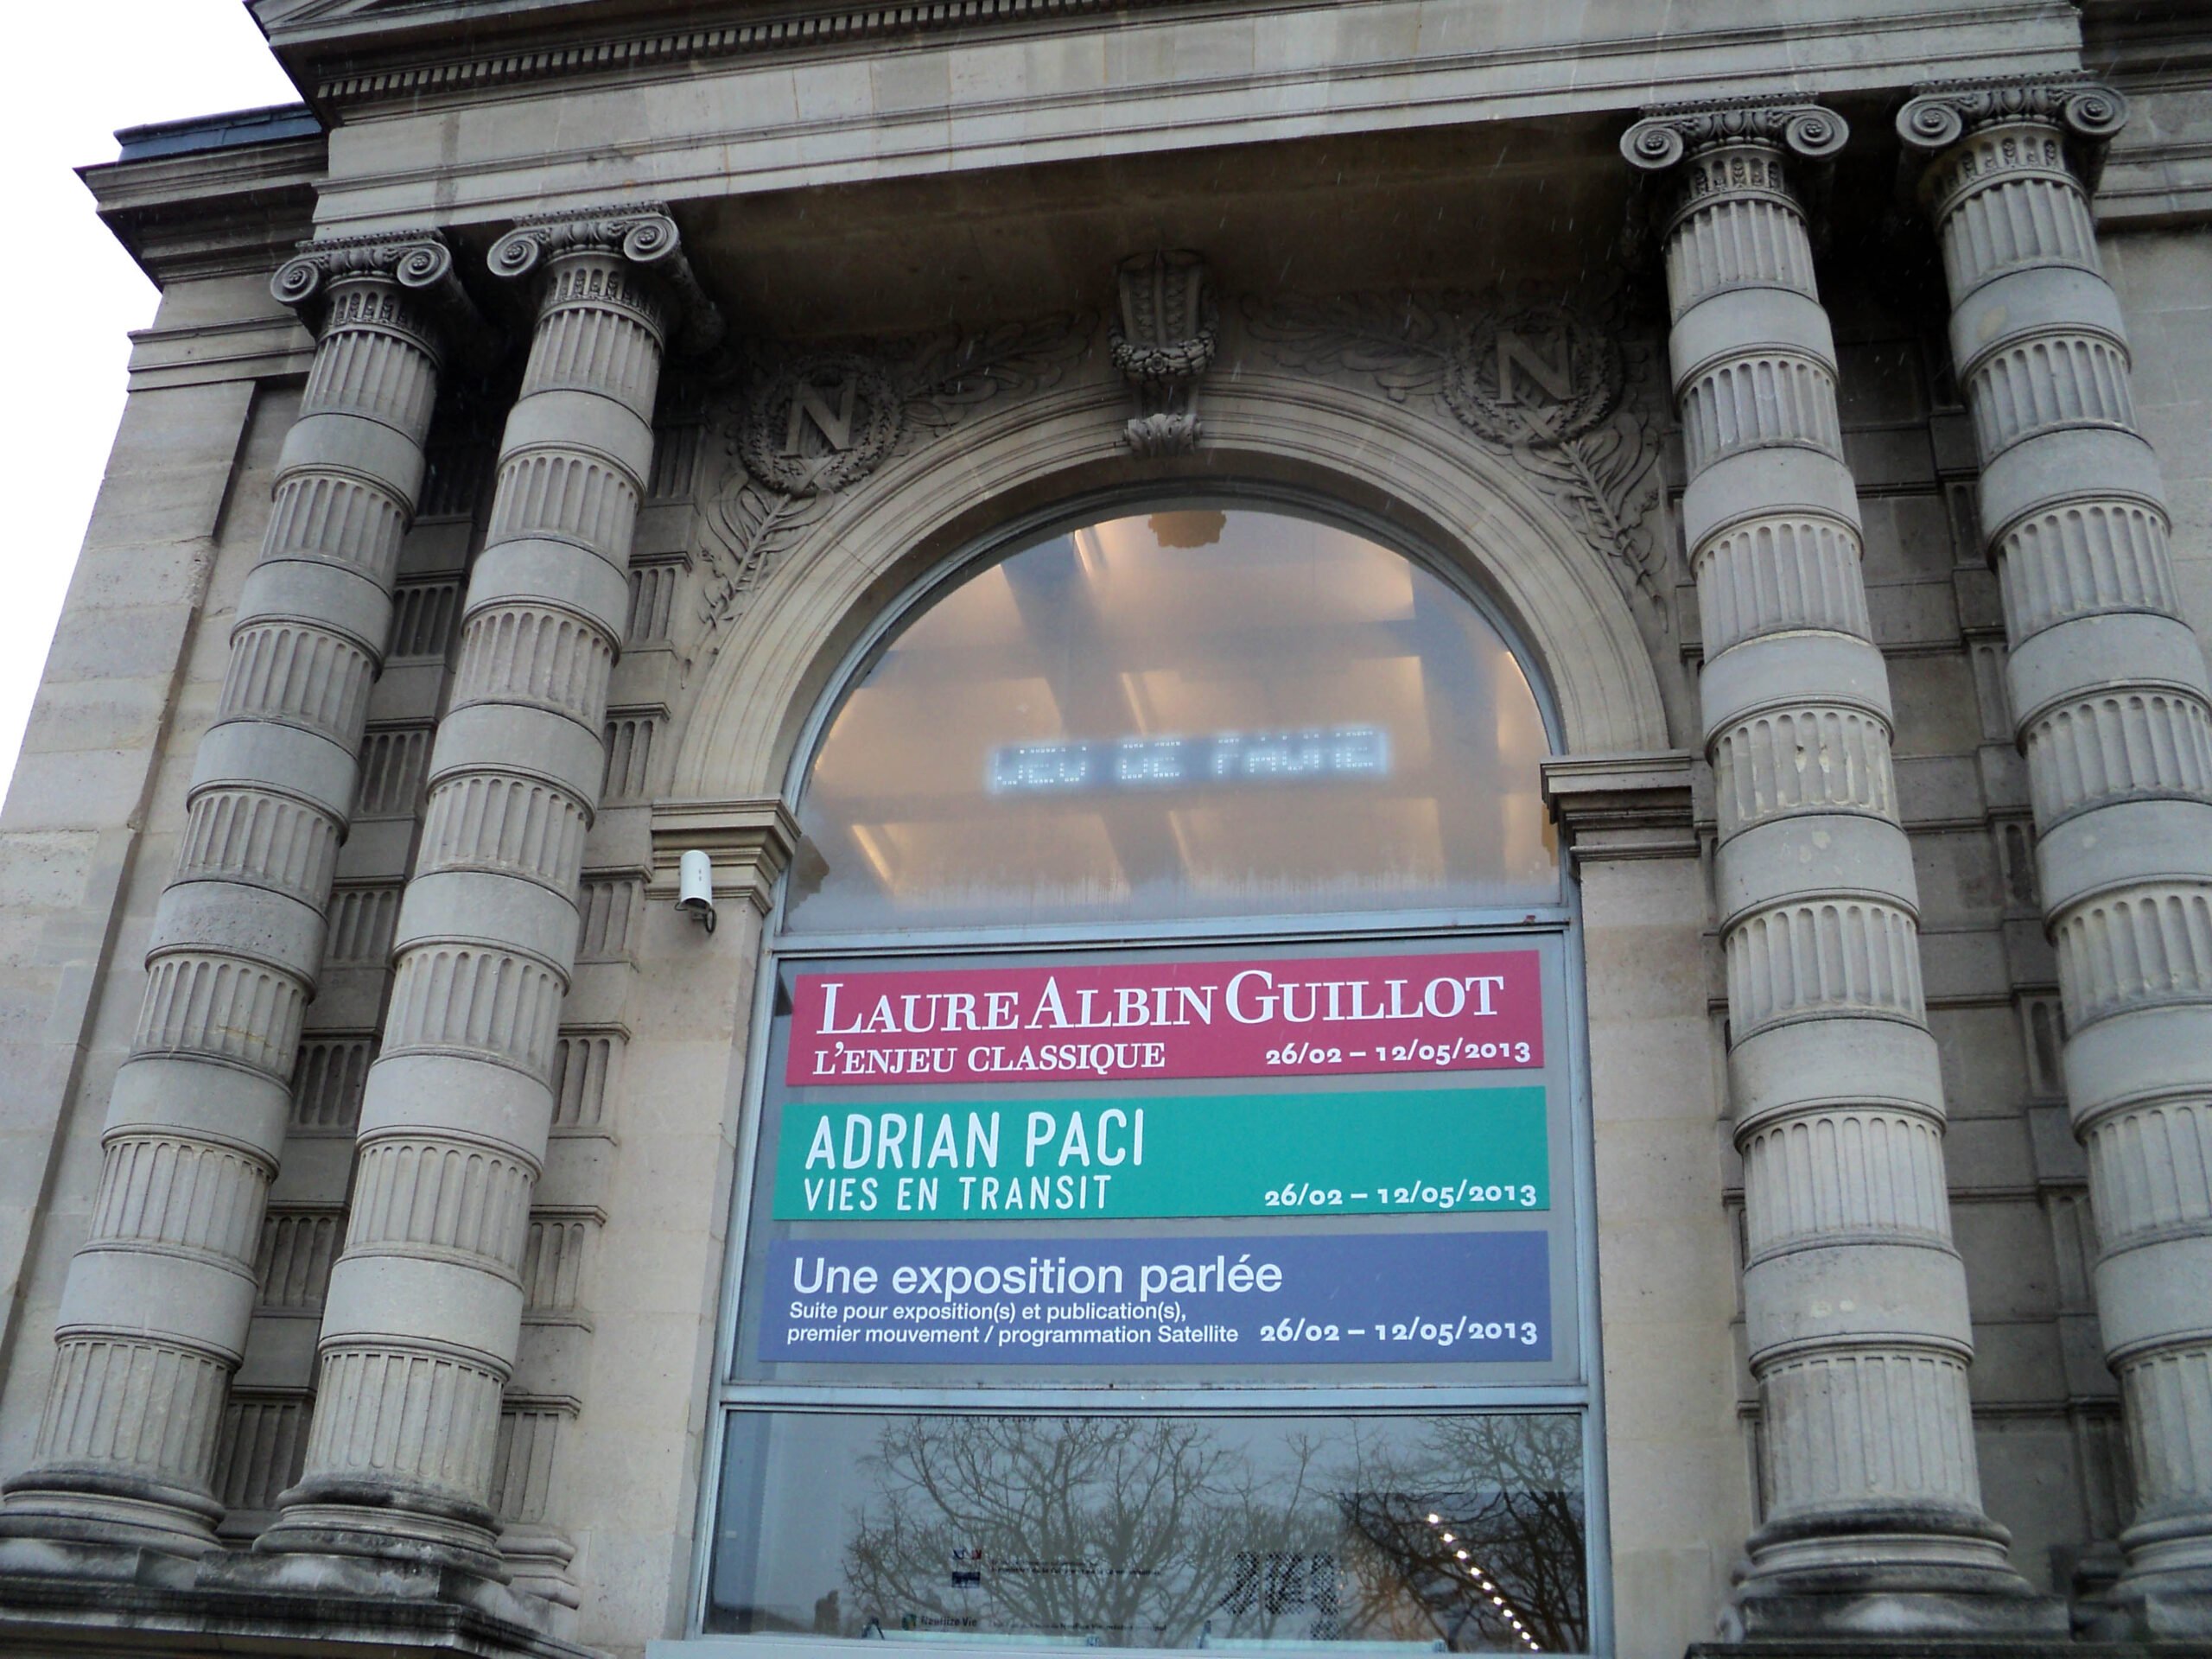 N N
JEU DE PAUME
LAURE ALBIN GUILLOT
L'ENJEU CLASSIQUE 26/02 – 12/05/2013
ADRIAN PACI
VIES EN TRANSIT 26/02 – 12/05/2013
Une exposition parlée
Suite pour exposition(s) et publication(s),
premier mouvement / programmation Satellite 26/02 – 12/05/2013